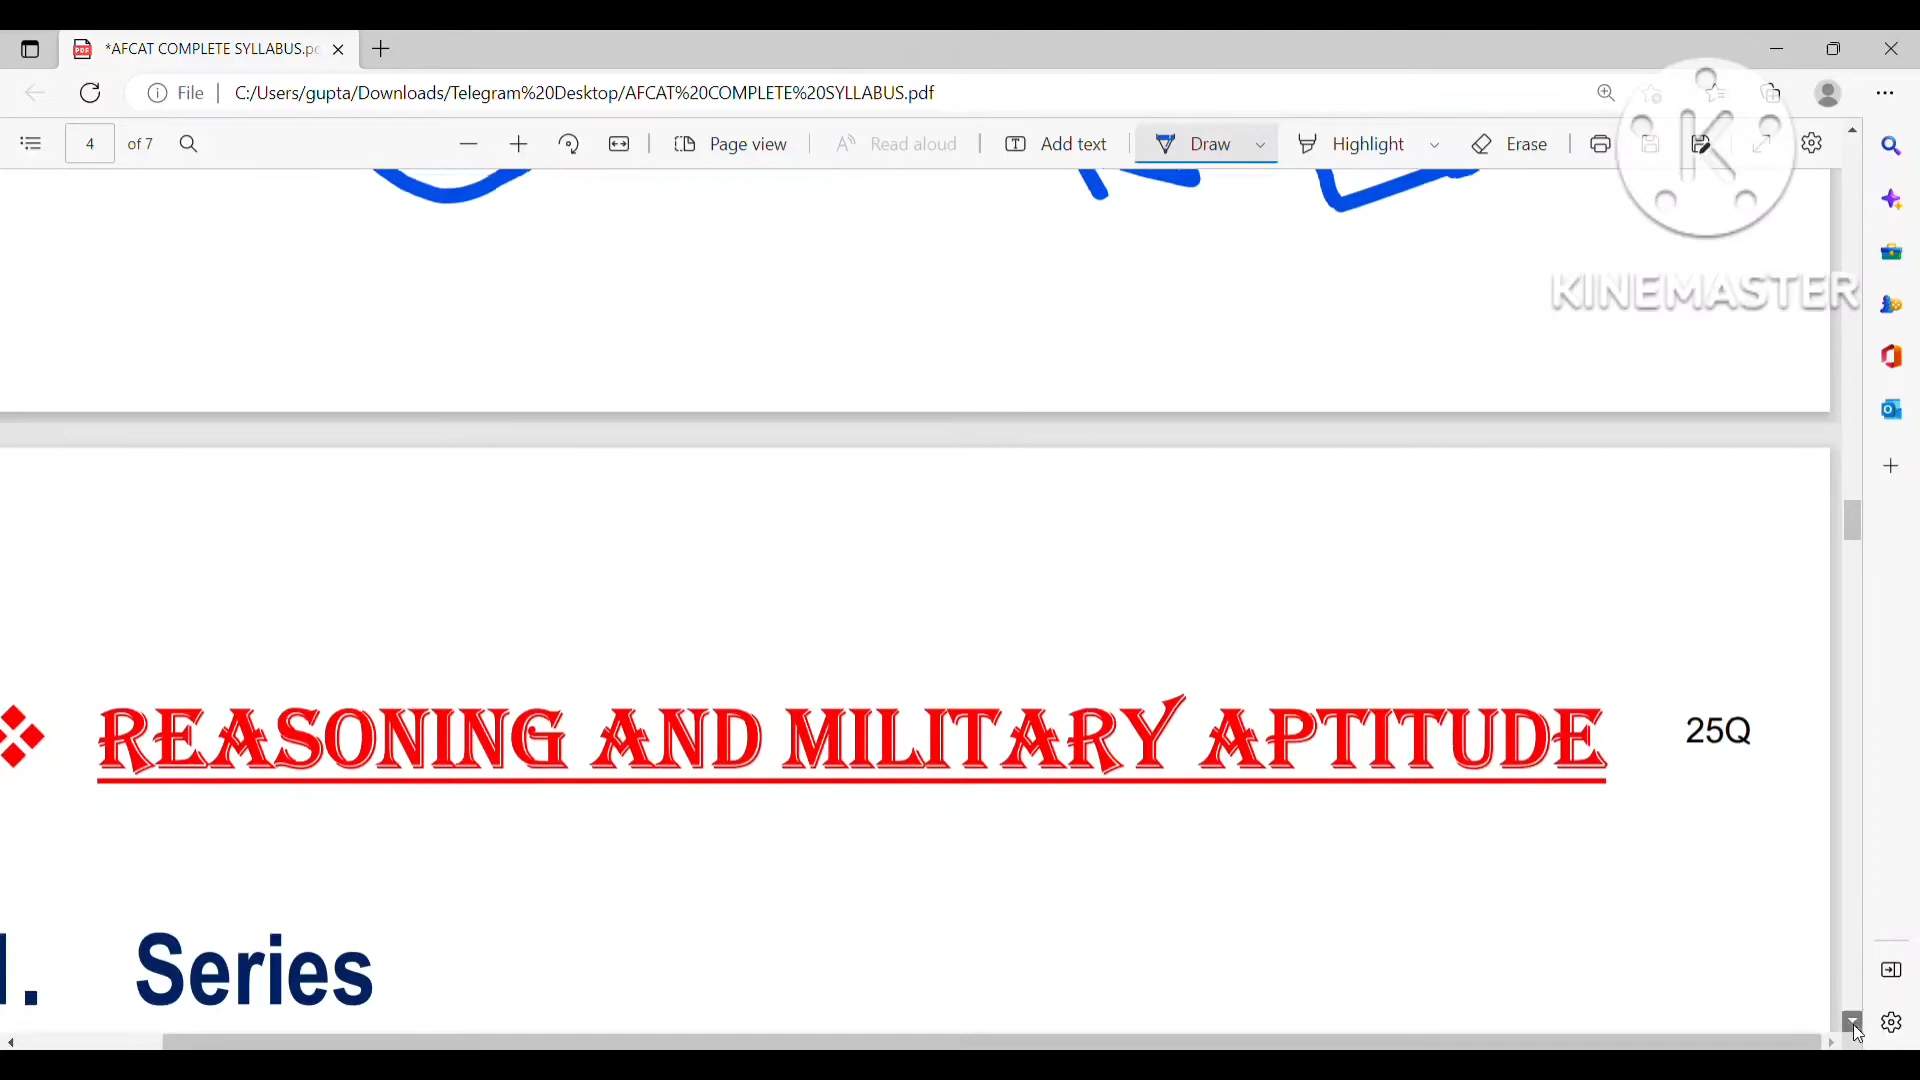 *AFCAT COMPLETE SYLLABUS.p
File
C:/Users/gupta/Downloads/Telegram%20Desktop/AFCAT%20COMPLETE%20SYLLABUS.pdf
4 of 7
Page view
Read aloud
Add text
Draw
Highlight
Erase
K
KINEMASTER
REASONING AND MILITARY APTITUDE 25Q
1. Series